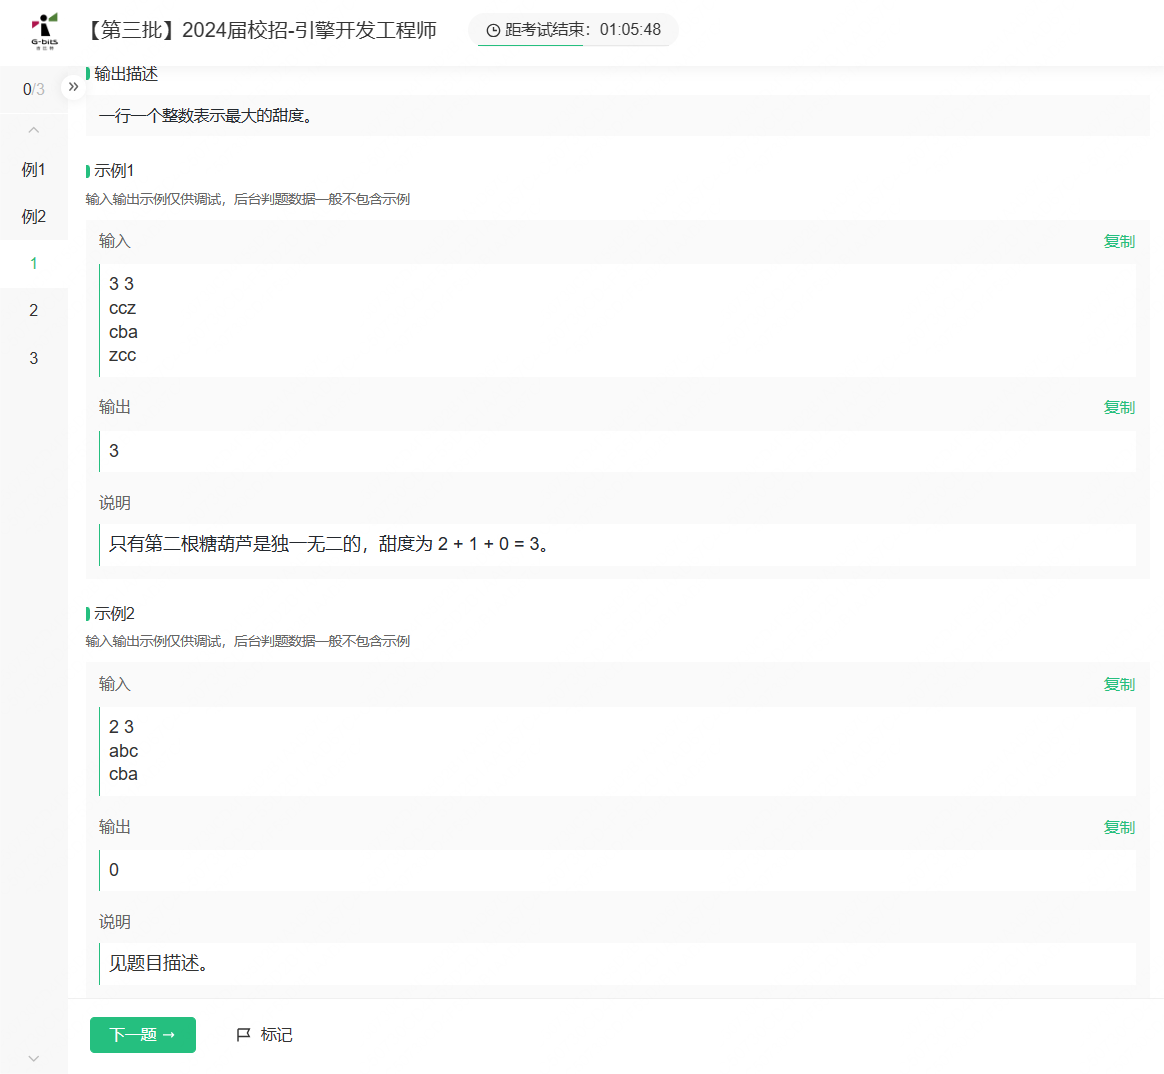 G-bits
【第三批】2024届校招-引擎开发工程师
距考试结束：01:05:48
0/3
例1
例2
1
2
3
输出描述
一行一个整数表示最大的甜度。
示例1
输入输出示例仅供调试，后台判题数据一般不包含示例
输入
复制
3 3
ccz
cba
zcc
输出
复制
3
说明
只有第二根糖葫芦是独一无二的，甜度为 2 + 1 + 0 = 3。
示例2
输入输出示例仅供调试，后台判题数据一般不包含示例
输入
复制
2 3
abc
cba
输出
复制
0
说明
见题目描述。
下一题→
标记